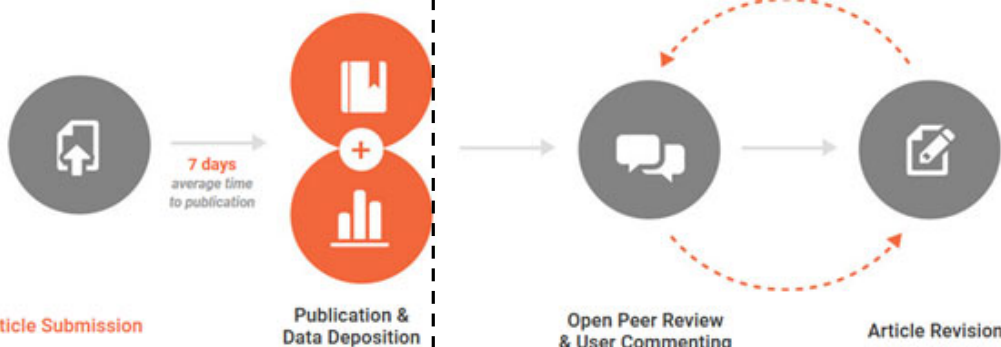 7 days
average time
to publication
ticle Submission
Publication &
Data Deposition
Open Peer Review
& User Commenting
Article Revision